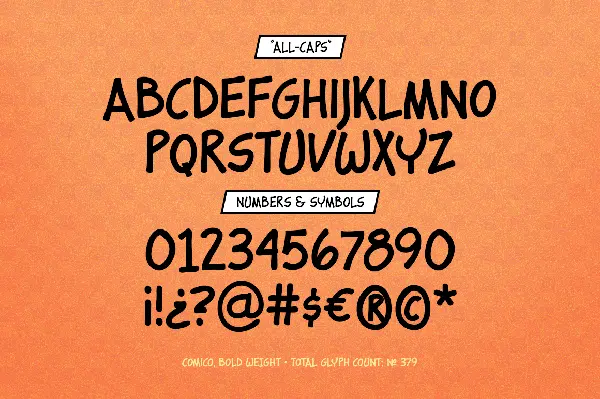 "ALL-CAPS"
ABCDEFGHIJKLMNO
PQRSTUVWXYZ
NUMBERS & SYMBOLS
01234567890
¡!¿?@#$€®©*
COMICO, BOLD WEIGHT • TOTAL GLYPH COUNT: № 379